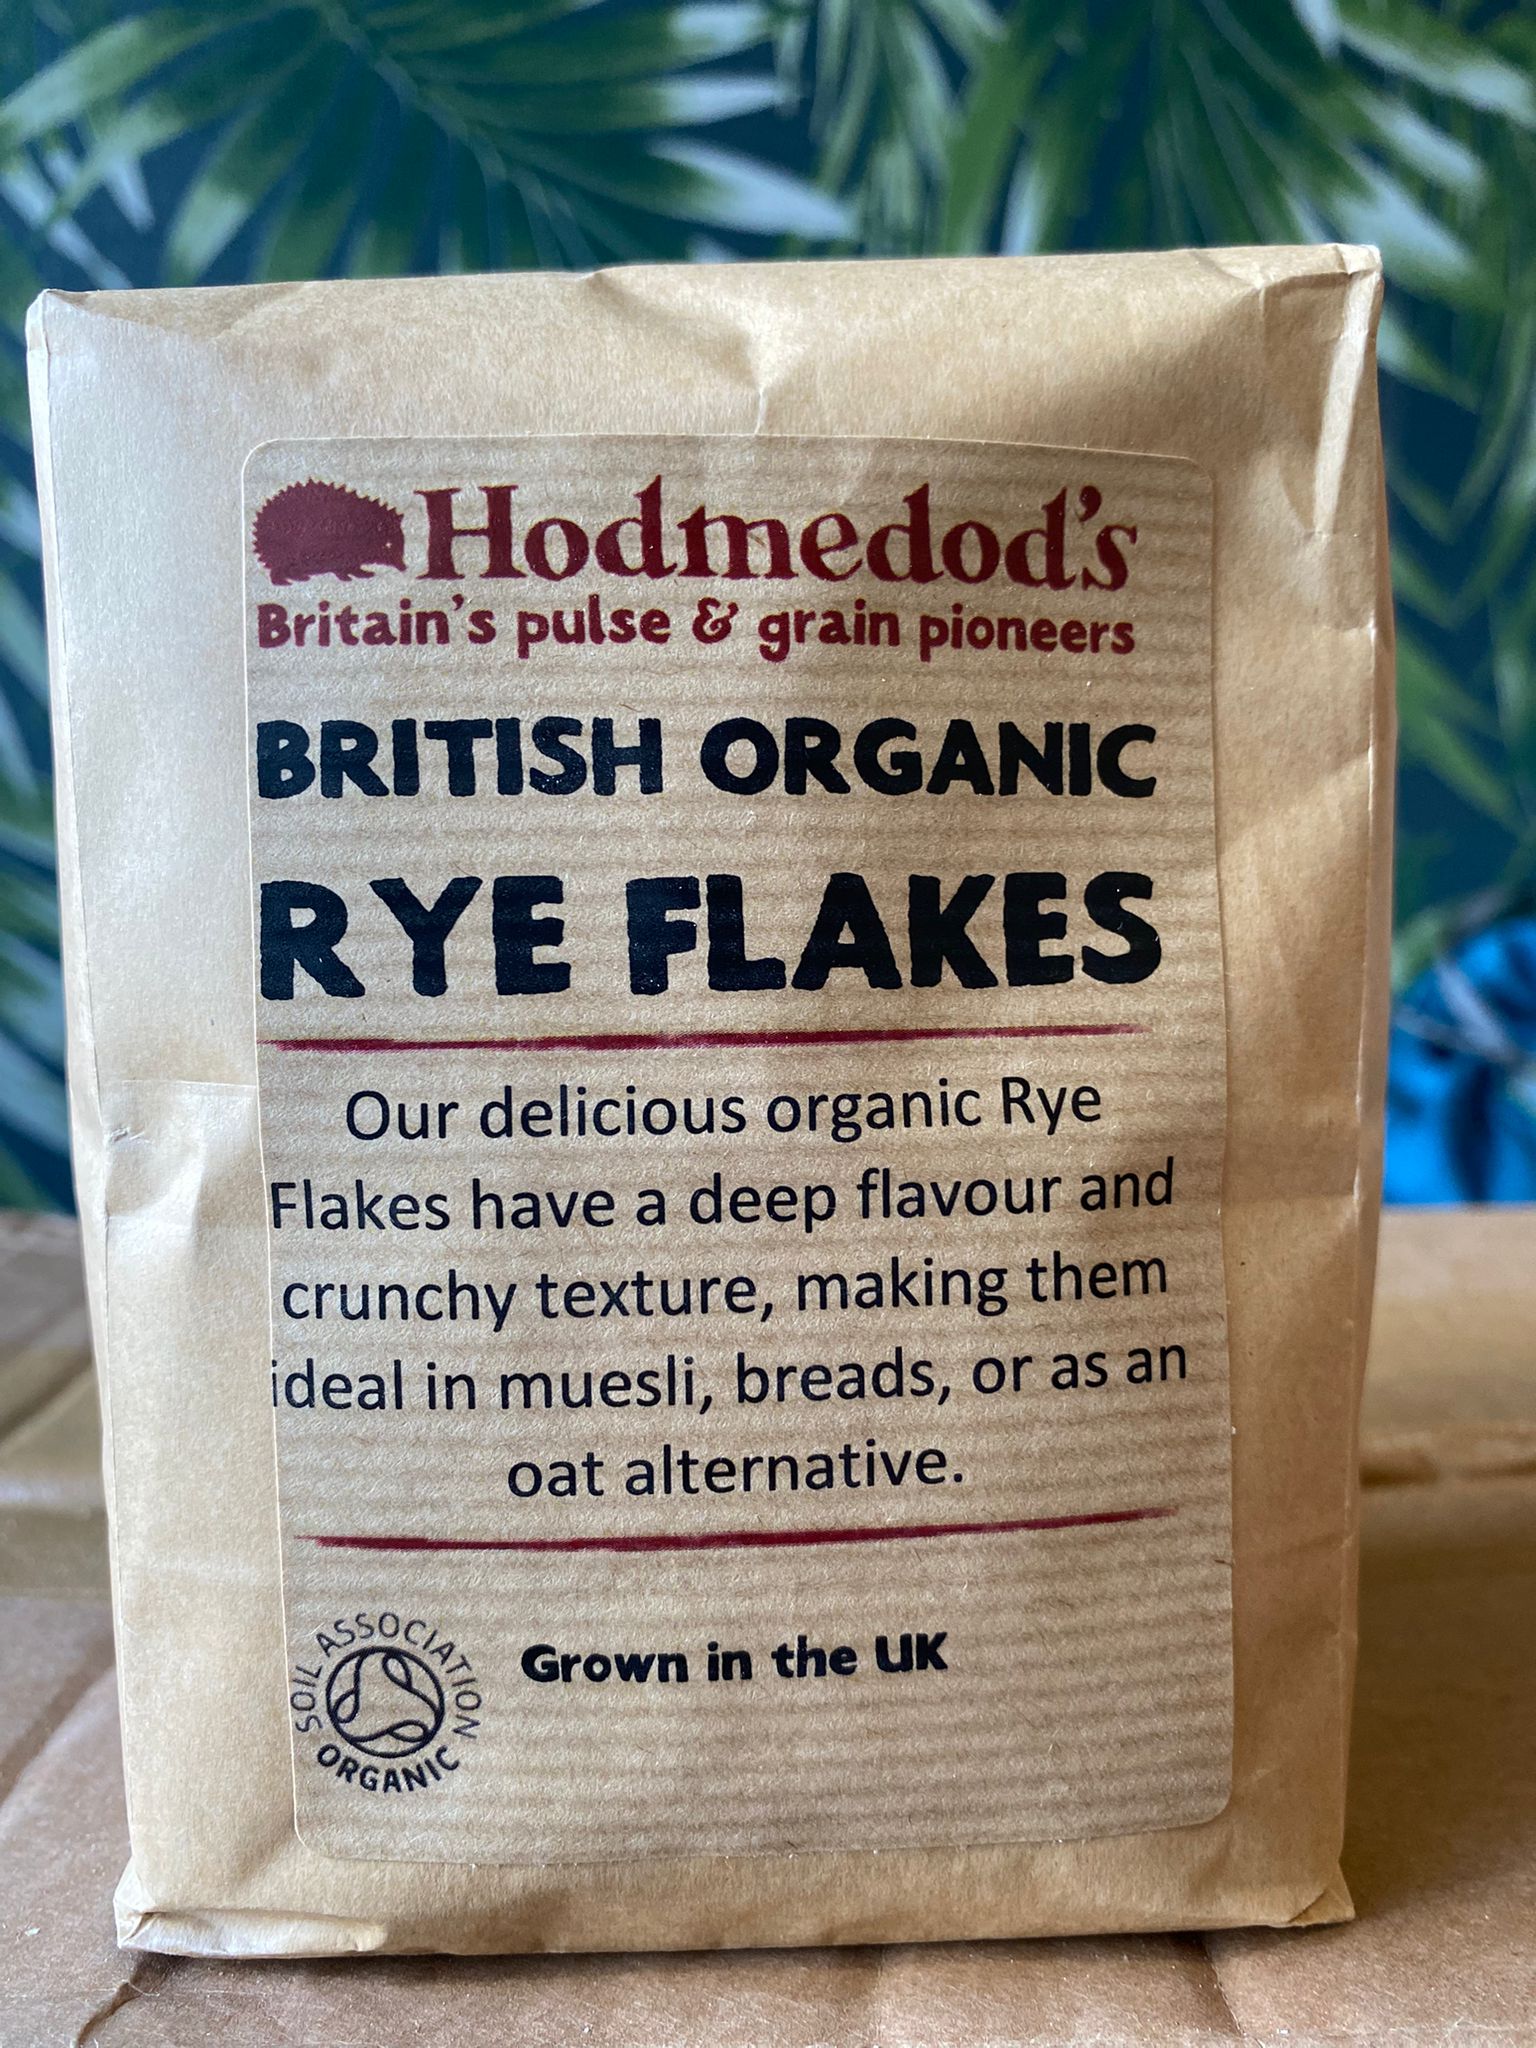 Hodmedod's
Britain's pulse & grain pioneers
BRITISH ORGANIC
RYE FLAKES
Our delicious organic Rye
Flakes have a deep flavour and
crunchy texture, making them
ideal in muesli, breads, or as an
oat alternative.
SOIL ASSOCIATION
ORGANIC
Grown in the UK